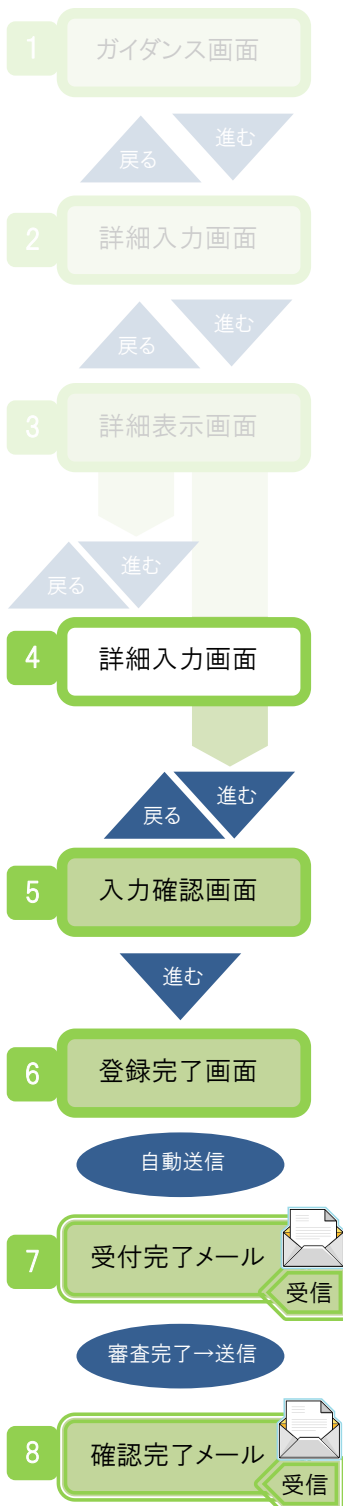 1 ガイダンス画面
戻る 進む
2 詳細入力画面
戻る 進む
3 詳細表示画面
戻る 進む
4 詳細入力画面
戻る 進む
5 入力確認画面
進む
6 登録完了画面
自動送信
7 受付完了メール
受信
審査完了→送信
8 確認完了メール
受信